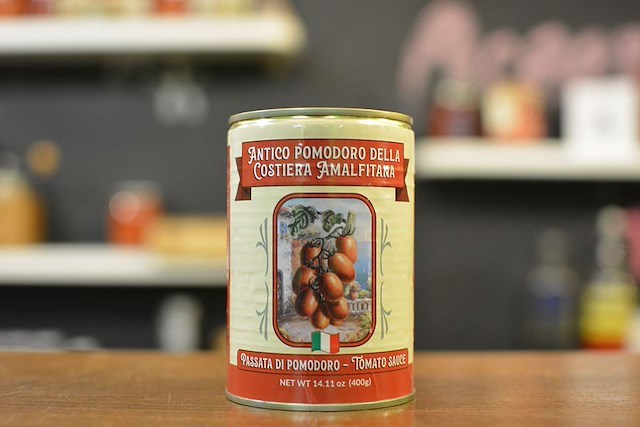 ANTICO POMODORO DELLA
COSTIERA AMALFITANA
PASSATA DI POMODORO – TOMATO SAUCE
NET WT 14.11 oz (400g)